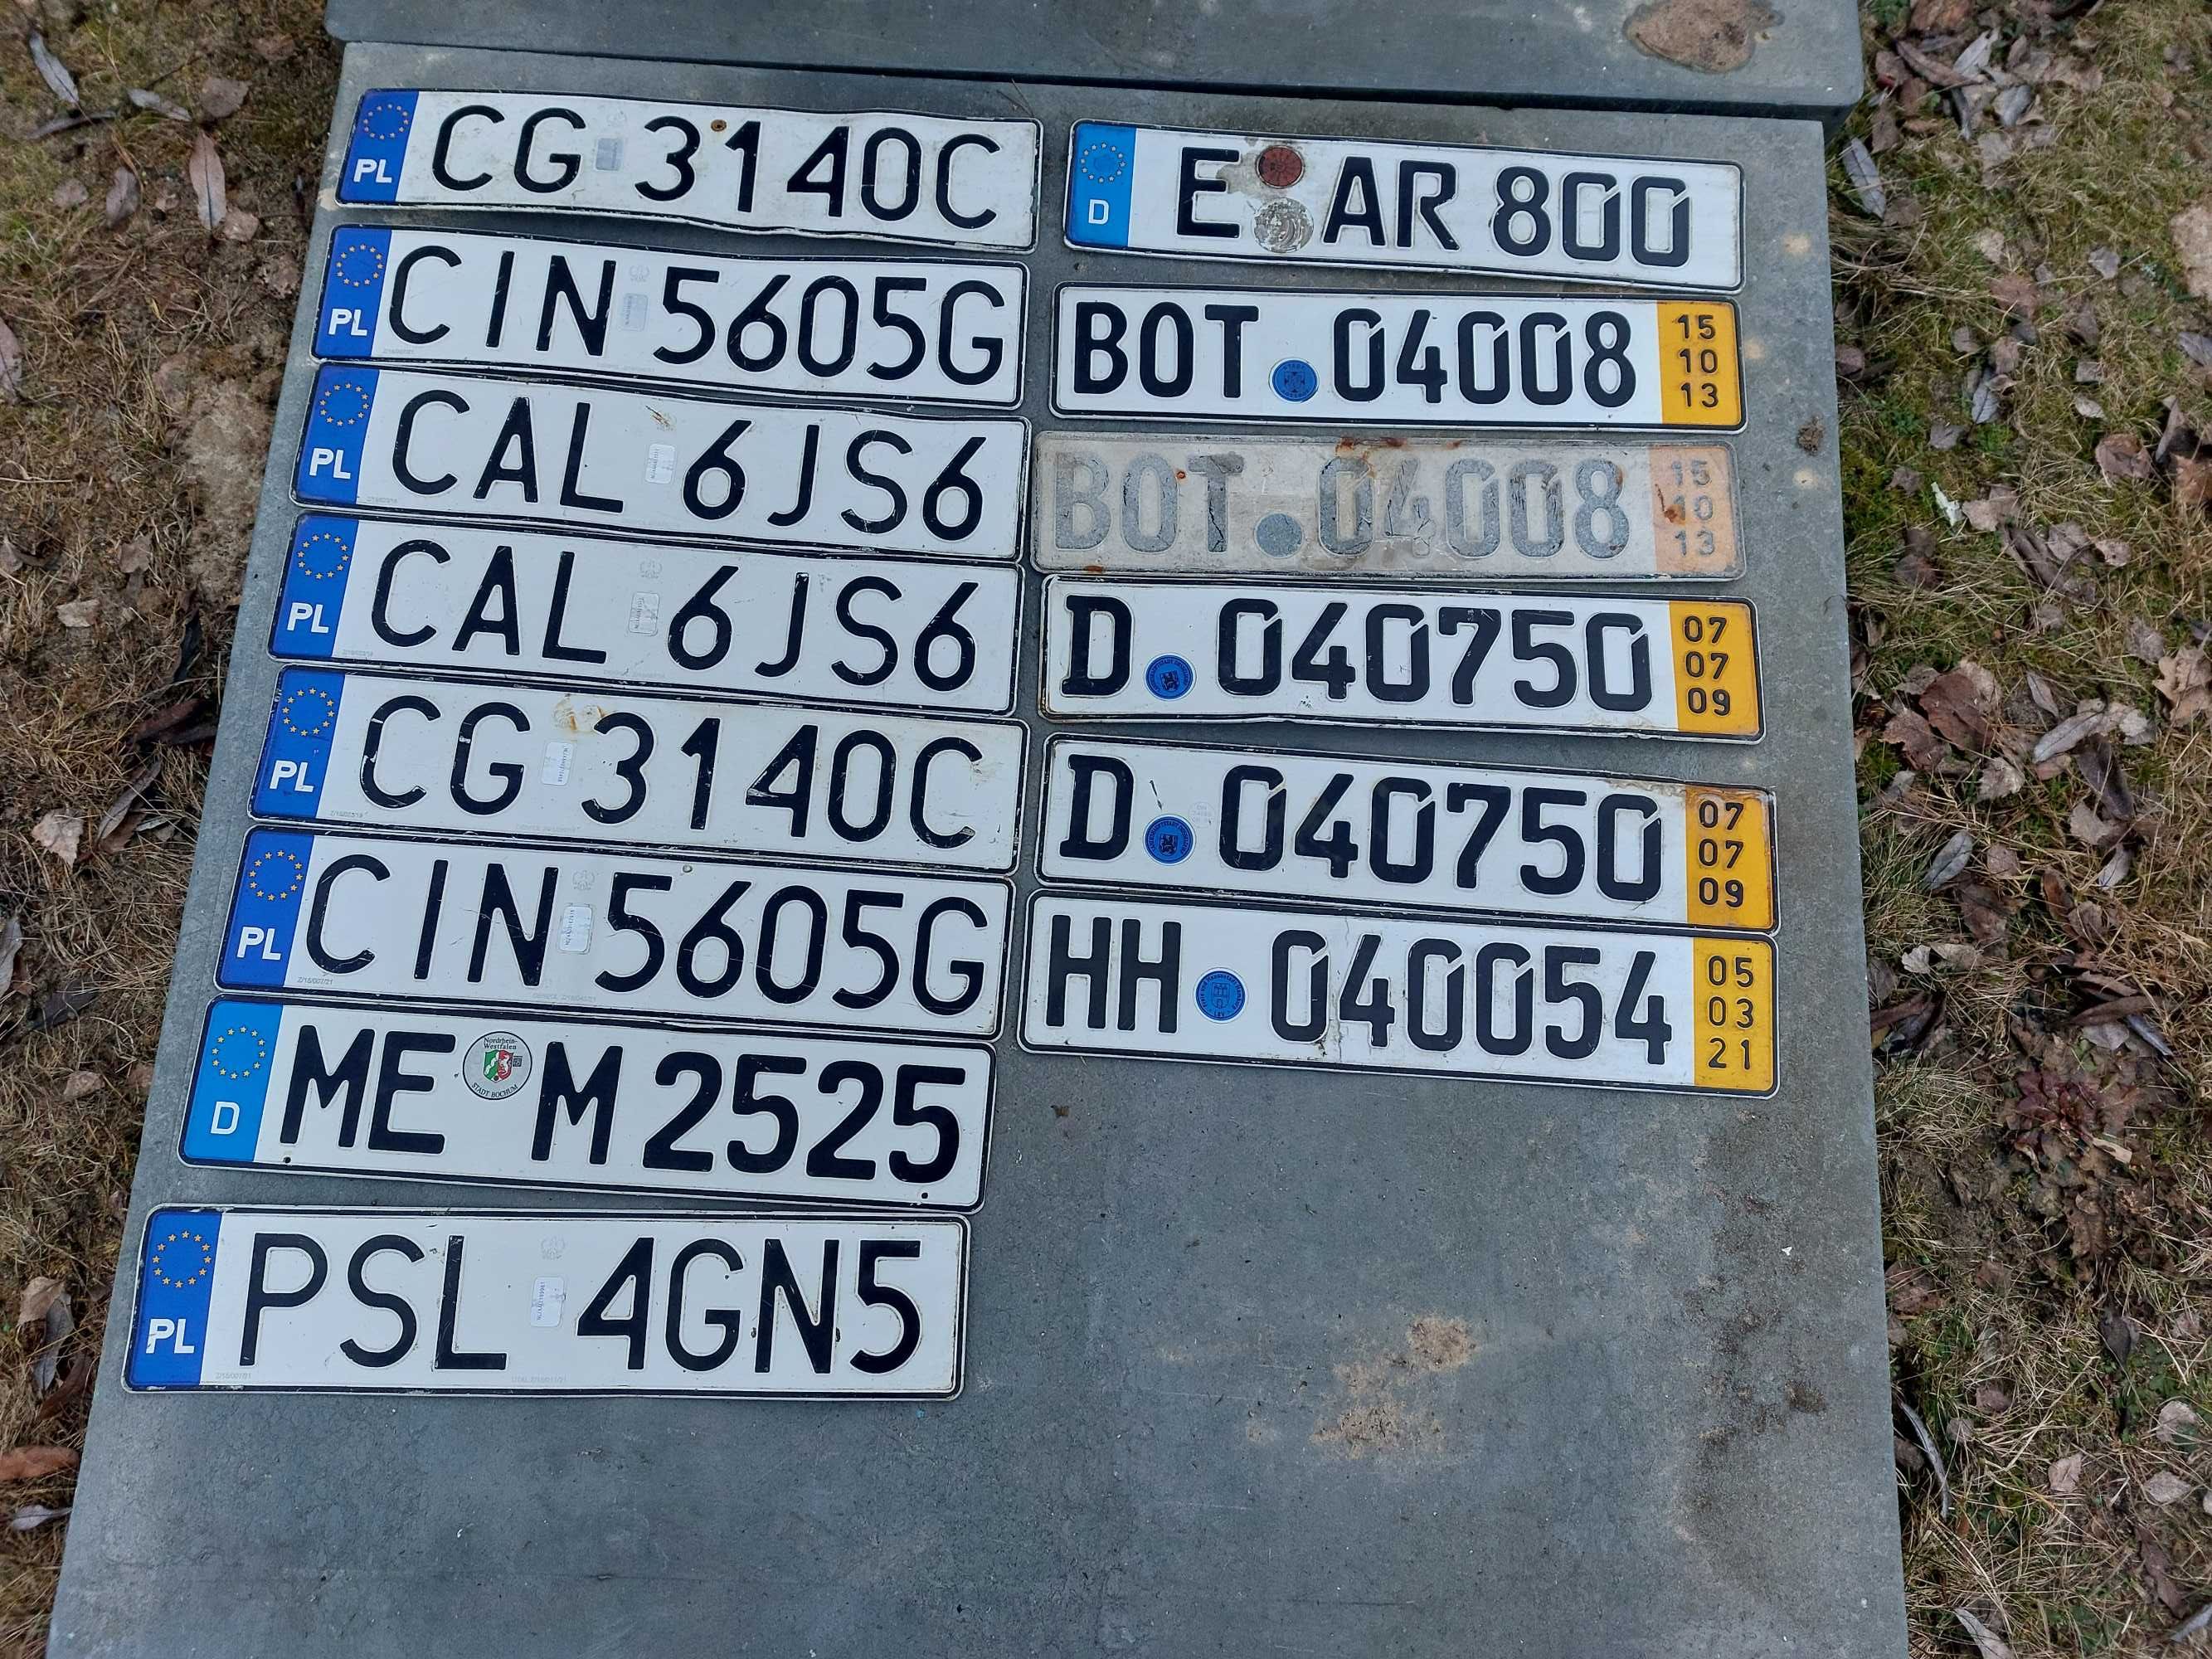 PL CG 3140C
PL CIN 5605G
PL CAL 6JS6
PL CAL 6JS6
PL CG 3140C
PL CIN 5605G
D ME M 2525
Nordrhein-
Westfalen
STADT BOCHUM
PL PSL 4GN5
D E AR 800
BOT 04008 15 10 13
BOT 04008 15 10 13
D 040750 07 07 09
D 040750 07 07 09
HH 040054 05 03 21